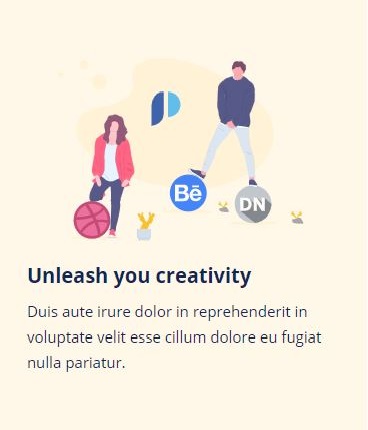 Bē
DN
Unleash you creativity
Duis aute irure dolor in reprehenderit in
voluptate velit esse cillum dolore eu fugiat
nulla pariatur.